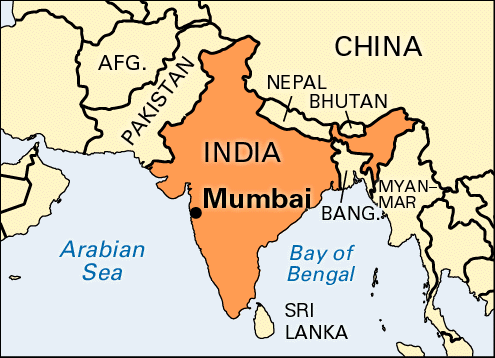 CHINA
AFG.
PAKISTAN
NEPAL
BHUTAN
INDIA
MYAN–
MAR
Mumbai
BANG.
Arabian
Sea
Bay of
Bengal
SRI
LANKA